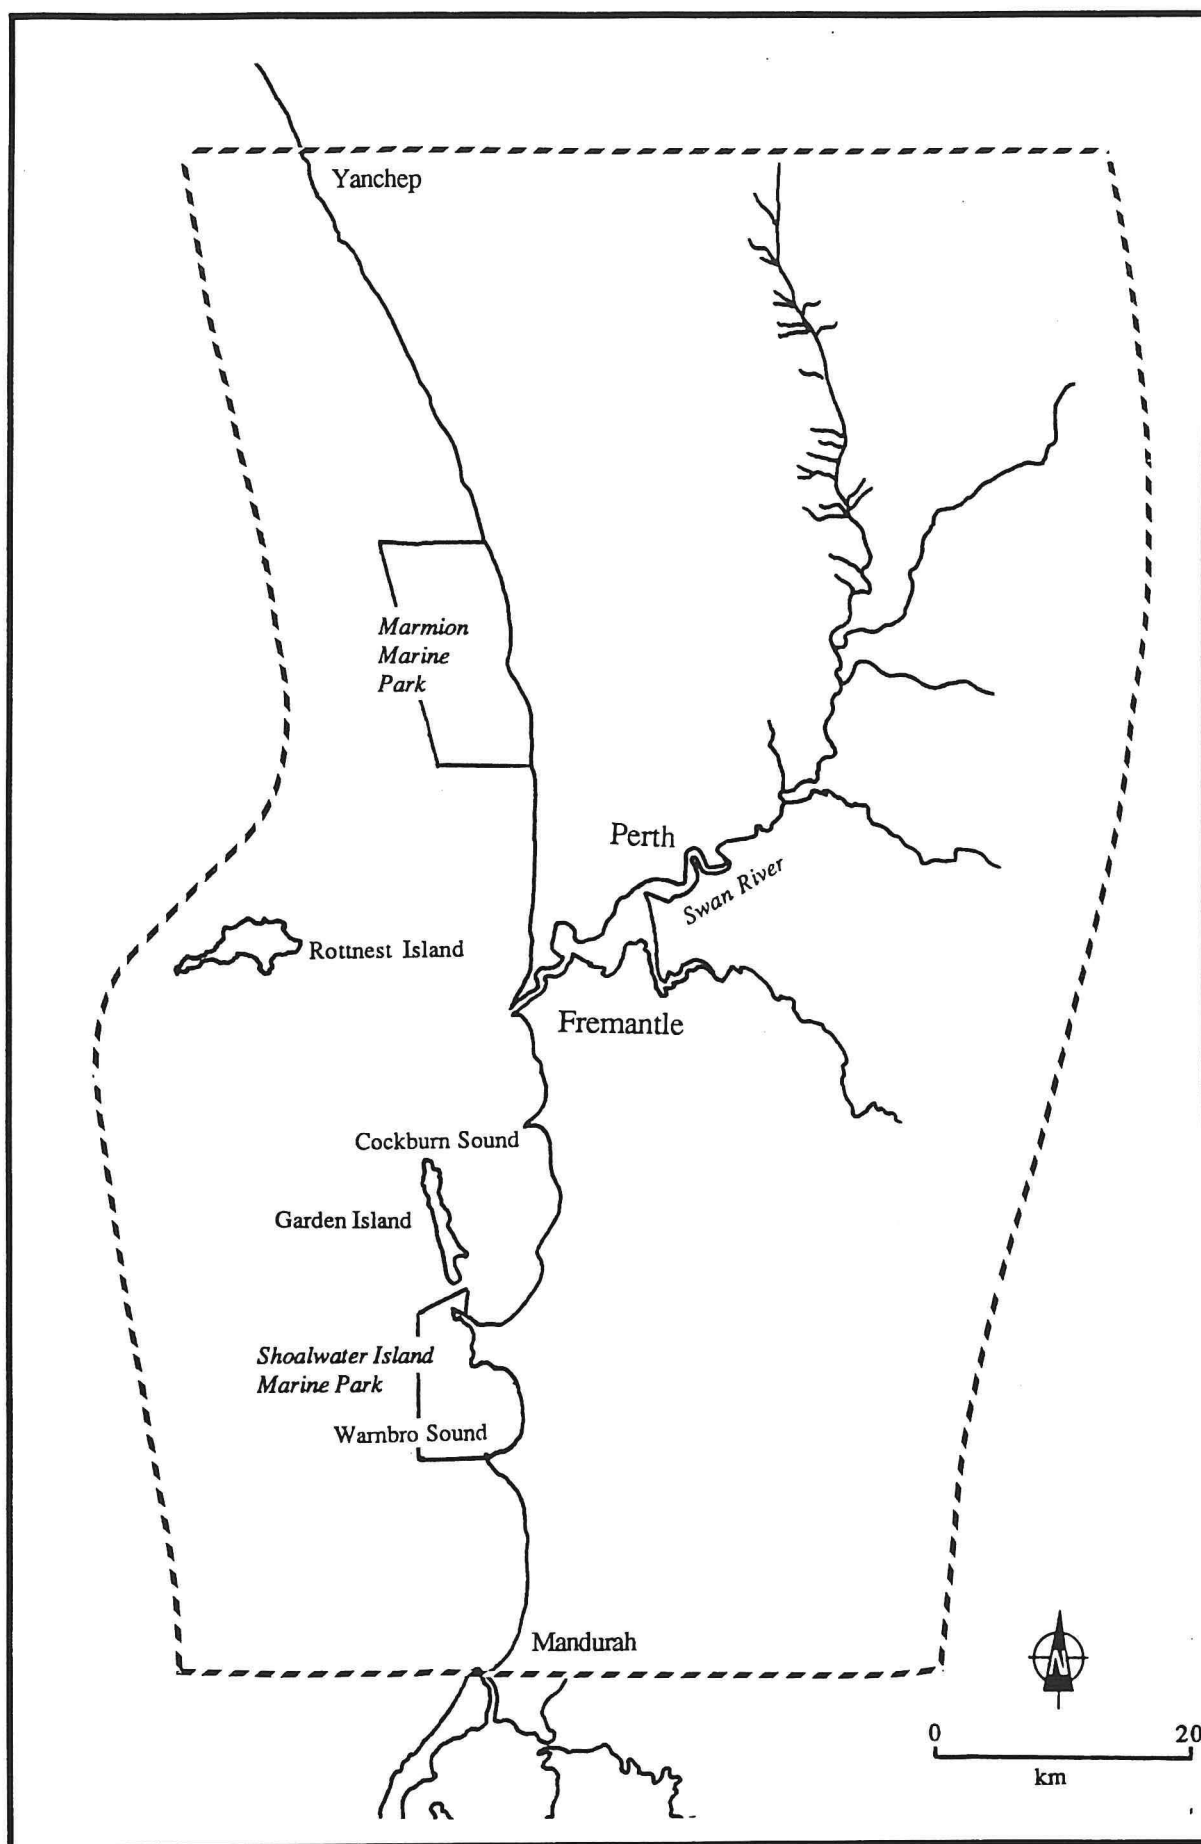 Yanchep
Marmion
Marine
Park
Perth
Swan River
Rottnest Island
Fremantle
Cockburn Sound
Garden Island
Shoalwater Island
Marine Park
Warnbro Sound
Mandurah
N
0 20
km